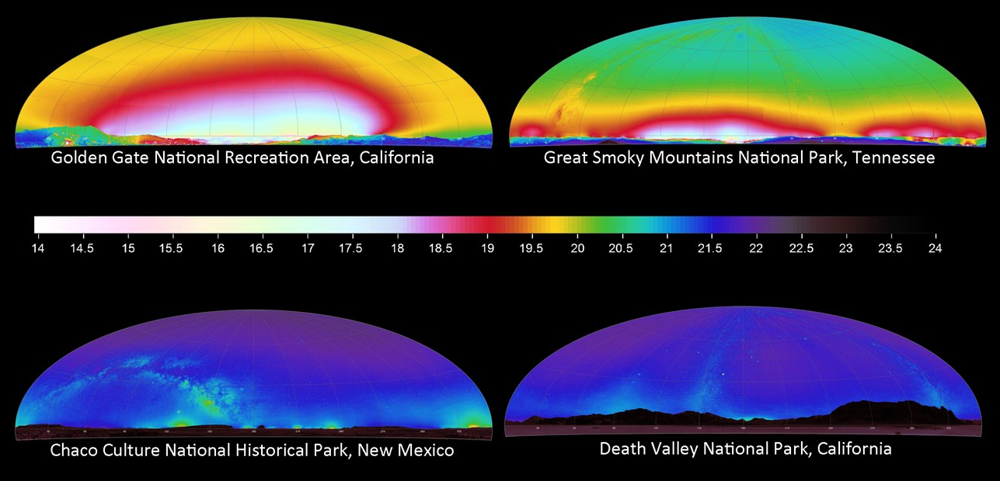 Golden Gate National Recreation Area, California
Great Smoky Mountains National Park, Tennessee
14 14.5 15 15.5 16 16.5 17 17.5 18 18.5 19 19.5 20 20.5 21 21.5 22 22.5 23 23.5 24
Chaco Culture National Historical Park, New Mexico
Death Valley National Park, California